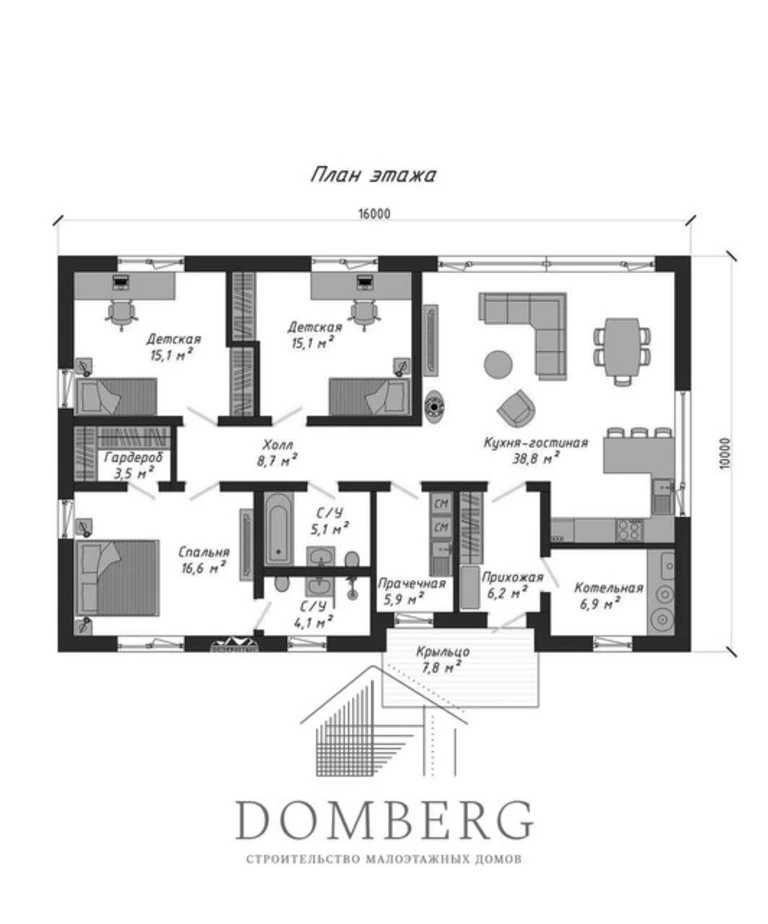 План этажа
16000
10000
Детская
15,1 м²
Детская
15,1 м²
Холл
8,7 м²
Кухня-гостиная
38,8 м²
Гардероб
3,5 м²
Спальня
16,6 м²
С/У
5,1 м²
С/У
4,1 м²
СМ
СМ
Прачечная
5,9 м²
Прихожая
6,2 м²
Котельная
6,9 м²
Крыльцо
7,8 м²
DOMBERG
СТРОИТЕЛЬСТВО МАЛОЭТАЖНЫХ ДОМОВ